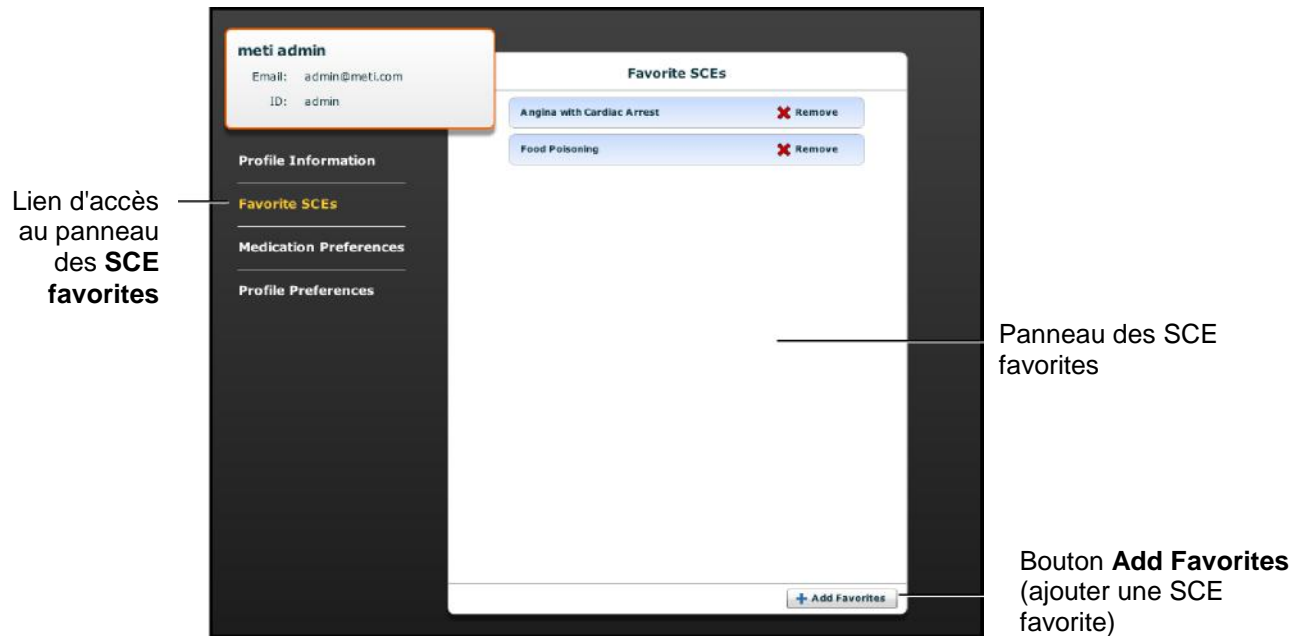 meti admin
Email: admin@meti.com
ID: admin
Profile Information
Favorite SCEs
Medication Preferences
Profile Preferences
Favorite SCEs
Angina with Cardiac Arrest
Remove
Food Poisoning
Remove
+ Add Favorites
Lien d'accès
au panneau
des SCE
favorites
Panneau des SCE
favorites
Bouton Add Favorites
(ajouter une SCE
favorite)